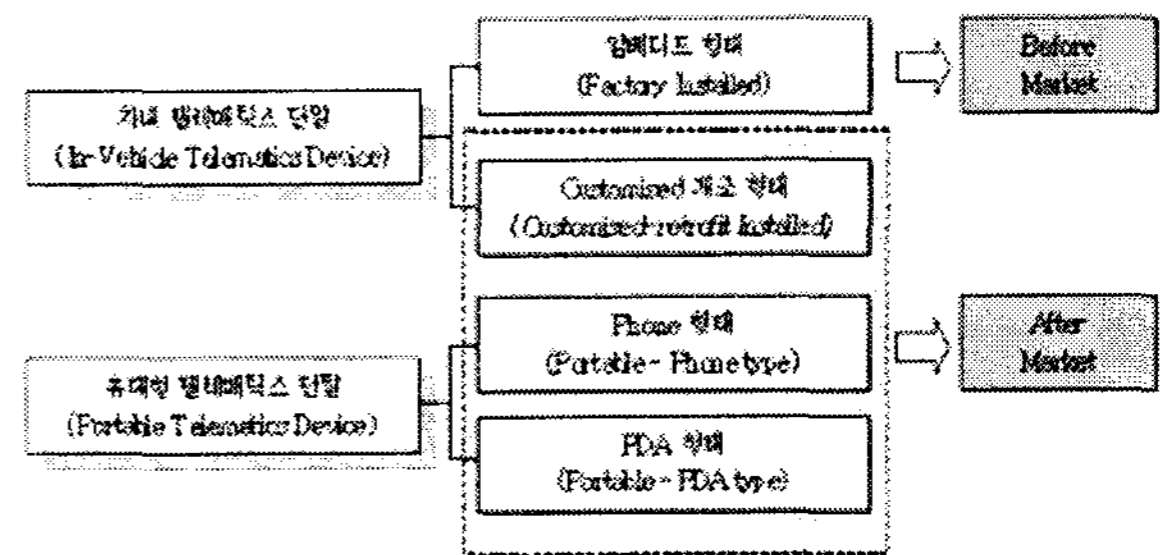 차내 텔레매틱스 단말
(In-Vehicle Telematics Device)
휴대형 텔레매틱스 단말
(Portable Telematics Device)
임베디드 형태
(Factory Installed)
Customized 개조 형태
(Customized-retrofit Installed)
Phone 형태
(Portable - Phone type)
PDA 형태
(Portable - PDA type)
Before
Market
After
Market